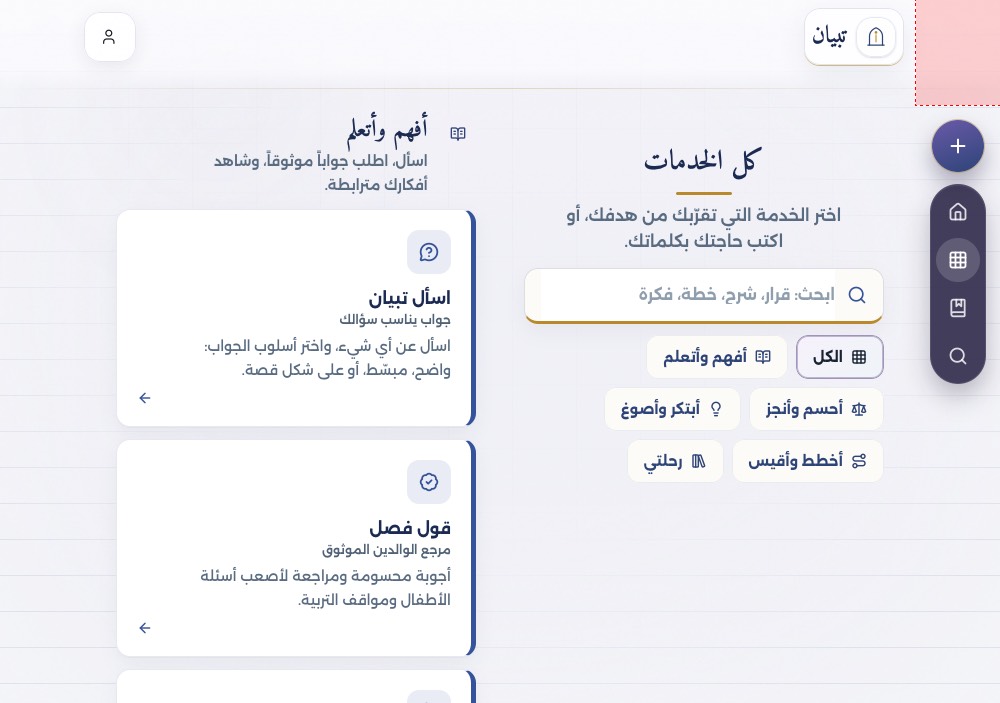 تبيان
كل الخدمات
اختر الخدمة التي تقرّبك من هدفك، أو
اكتب حاجتك بكلماتك.
ابحث: قرار، شرح، خطة، فكرة
الكل
أفهم وأتعلم
أحسم وأنجز
أبتكر وأصوغ
أخطط وأقيس
رحلتي
أفهم وأتعلم
اسأل، اطلب جواباً موثوقاً، وشاهد
أفكارك مترابطة.
اسأل تبيان
جواب يناسب سؤالك
اسأل عن أي شيء، واختر أسلوب الجواب:
واضح، مبسّط، أو على شكل قصة.
قول فصل
مرجع الوالدين الموثوق
أجوبة محسومة ومراجعة لأصعب أسئلة
الأطفال ومواقف التربية.